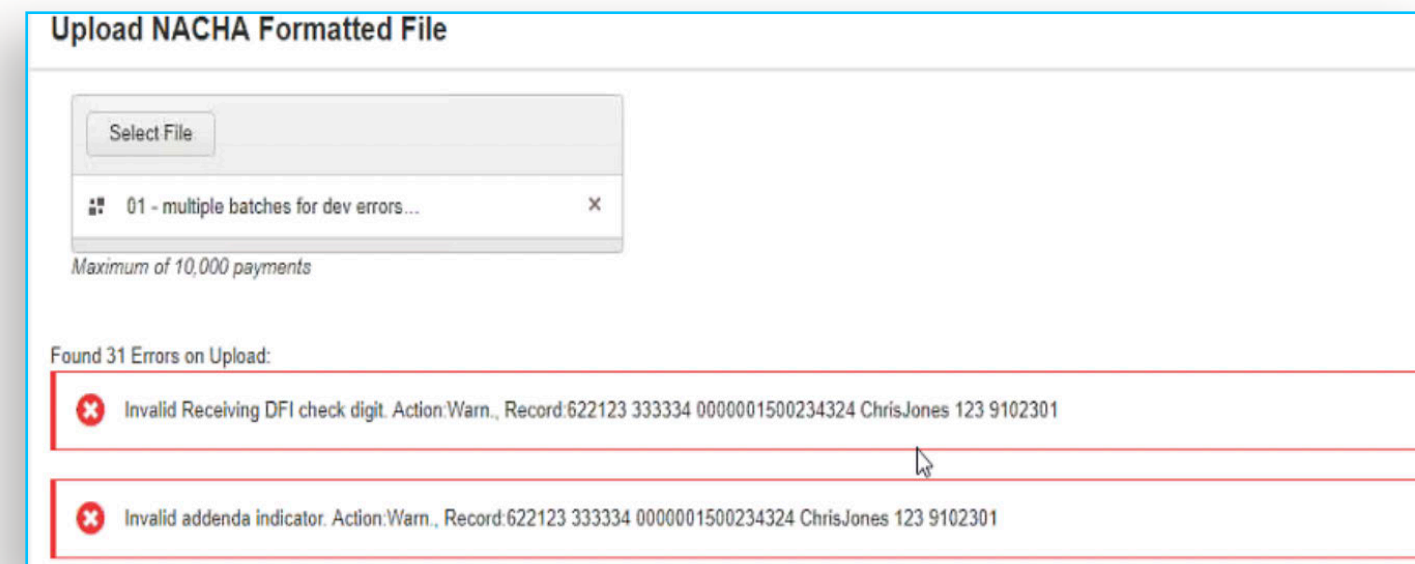 Upload NACHA Formatted File
Select File
01 - multiple batches for dev errors...
Maximum of 10,000 payments
Found 31 Errors on Upload:
Invalid Receiving DFI check digit. Action:Warn., Record:622123 333334 0000001500234324 ChrisJones 123 9102301
Invalid addenda indicator. Action:Warn., Record:622123 333334 0000001500234324 ChrisJones 123 9102301